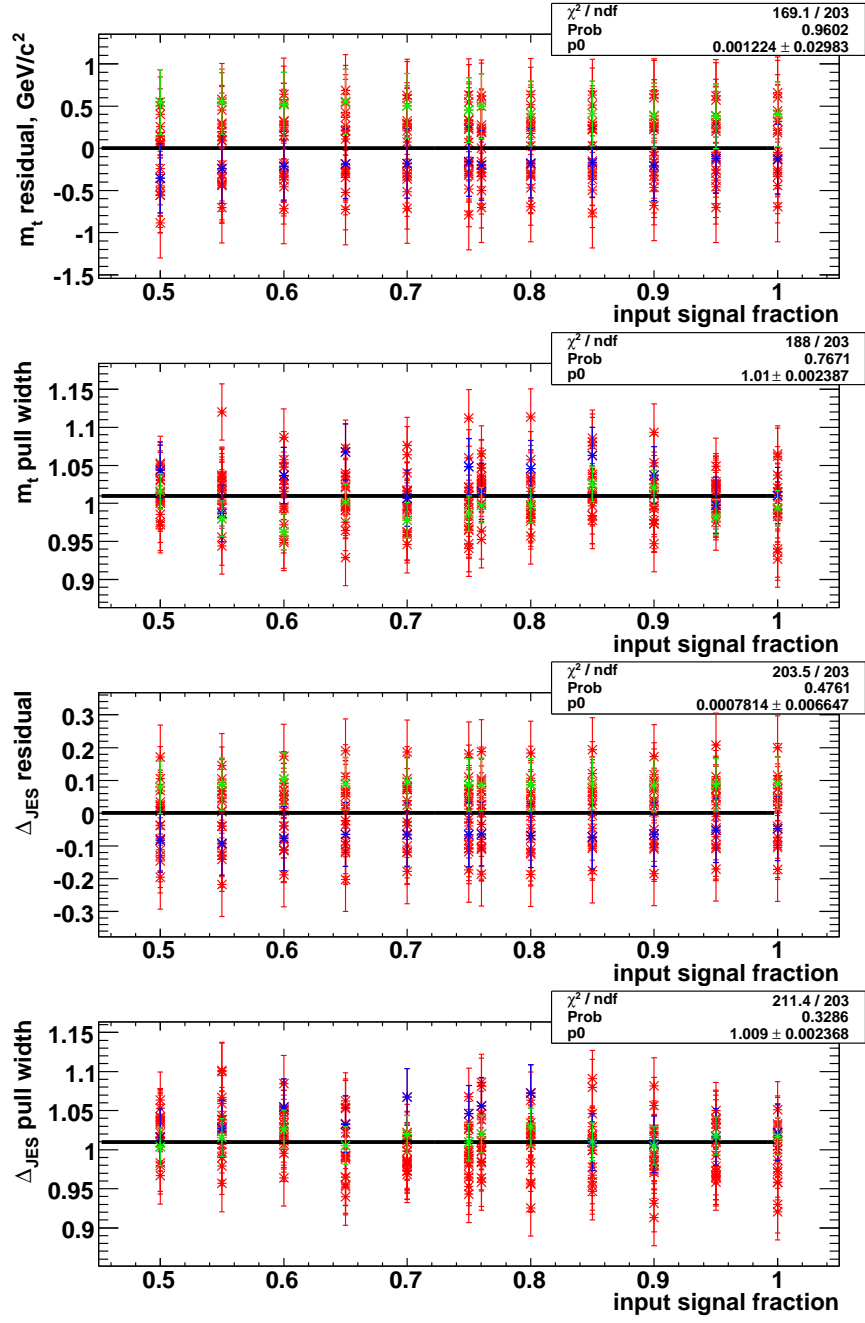 χ² / ndf 169.1 / 203
Prob 0.9602
p0 0.001224 ± 0.02983
m_t residual, GeV/c²
1
0.5
0
-0.5
-1
-1.5
0.5 0.6 0.7 0.8 0.9 1
input signal fraction
χ² / ndf 188 / 203
Prob 0.7671
p0 1.01 ± 0.002387
m_t pull width
1.15
1.1
1.05
1
0.95
0.9
0.5 0.6 0.7 0.8 0.9 1
input signal fraction
χ² / ndf 203.5 / 203
Prob 0.4761
p0 0.0007814 ± 0.006647
Δ_JES residual
0.3
0.2
0.1
0
-0.1
-0.2
-0.3
0.5 0.6 0.7 0.8 0.9 1
input signal fraction
χ² / ndf 211.4 / 203
Prob 0.3286
p0 1.009 ± 0.002368
Δ_JES pull width
1.15
1.1
1.05
1
0.95
0.9
0.5 0.6 0.7 0.8 0.9 1
input signal fraction